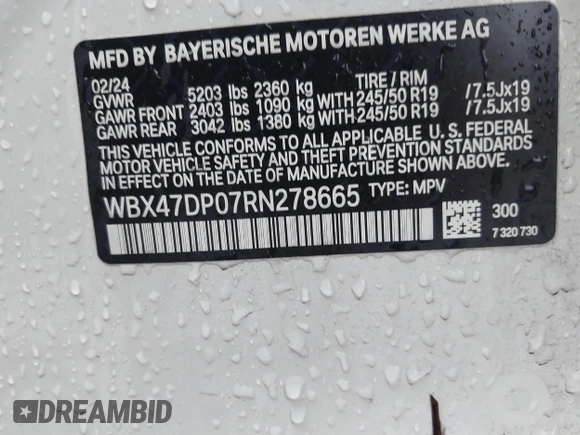 MFD BY BAYERISCHE MOTOREN WERKE AG
02/24 TIRE / RIM
GVWR 5203 lbs 2360 kg
GAWR FRONT 2403 lbs 1090 kg WITH 245/50 R19 /7.5Jx19
GAWR REAR 3042 lbs 1380 kg WITH 245/50 R19 /7.5Jx19
THIS VEHICLE CONFORMS TO ALL APPLICABLE U. S. FEDERAL
MOTOR VEHICLE SAFETY AND THEFT PREVENTION STANDARDS
IN EFFECT ON THE DATE OF MANUFACTURE SHOWN ABOVE.
WBX47DP07RN278665 TYPE: MPV
300
7 320 730
DREAMBID